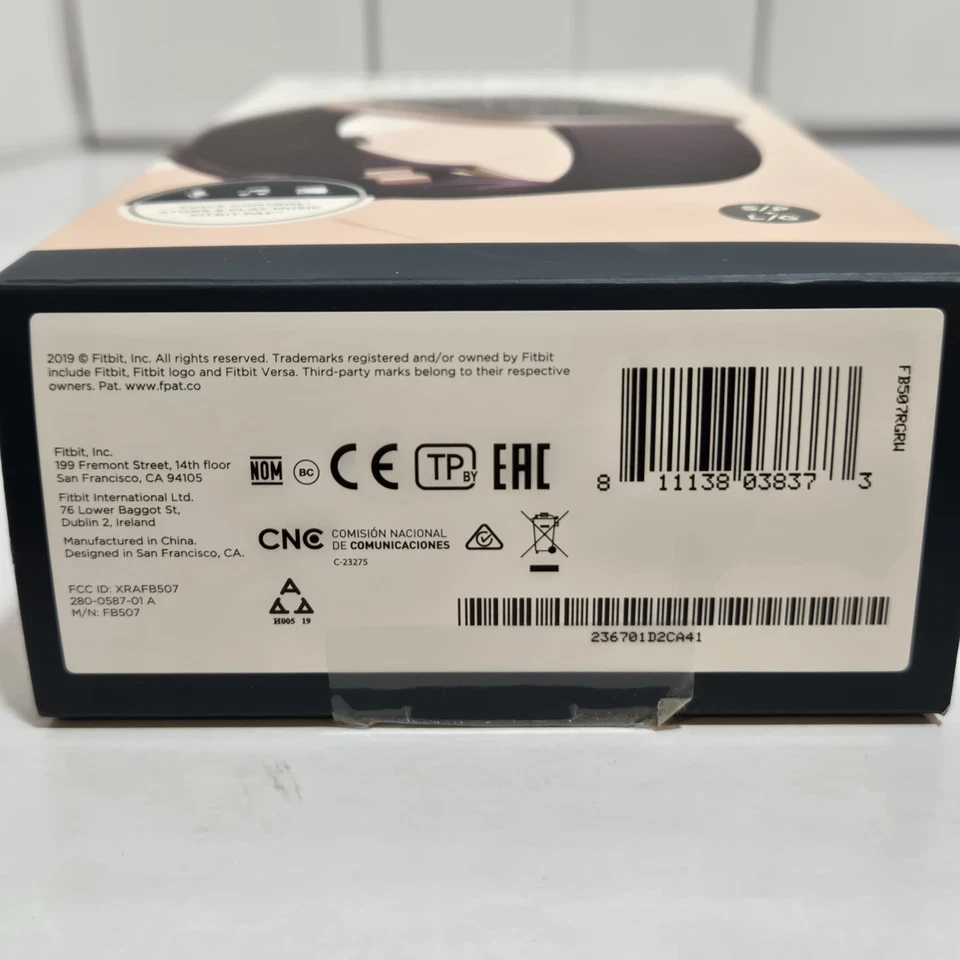 S/P
L/G
2019 © Fitbit, Inc. All rights reserved. Trademarks registered and/or owned by Fitbit
include Fitbit, Fitbit logo and Fitbit Versa. Third-party marks belong to their respective
owners. Pat. www.fpat.co
FB507RGRW
8 11138 03837 3
Fitbit, Inc.
199 Fremont Street, 14th floor
San Francisco, CA 94105
Fitbit International Ltd.
76 Lower Baggot St,
Dublin 2, Ireland
Manufactured in China.
Designed in San Francisco, CA.
FCC ID: XRAFB507
280-0587-01 A
M/N: FB507
NOM BC CE TP BY EAC
CNC COMISIÓN NACIONAL
DE COMUNICACIONES
C-23275
H005 19
236701D2CA41